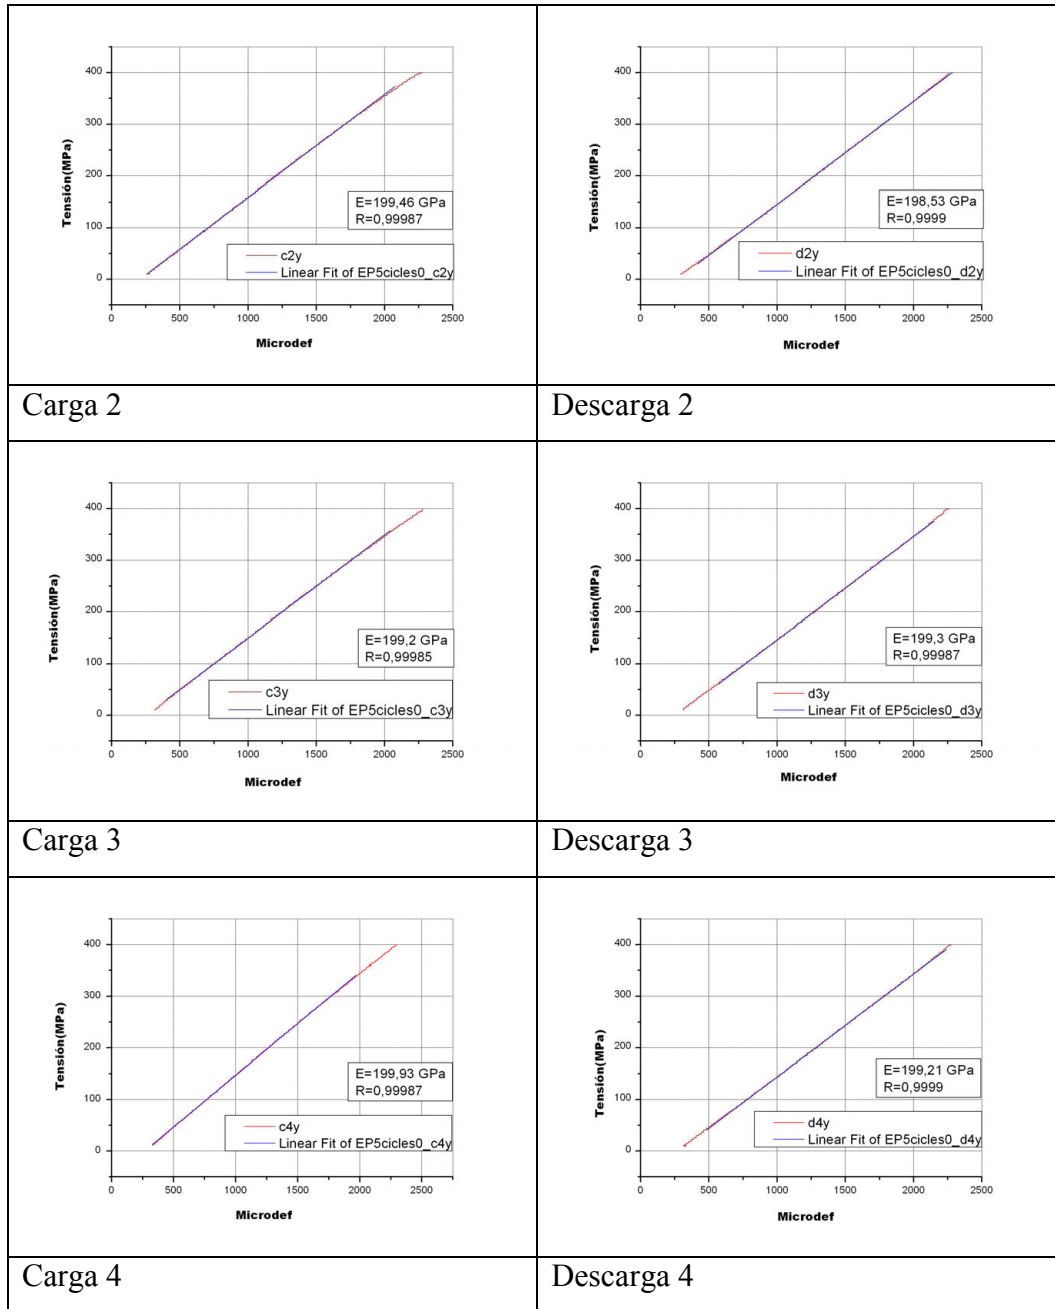 400
300
200
100
0
Tensión(MPa)
E=199,46 GPa
R=0,99987
c2y
Linear Fit of EP5cicles0_c2y
0 500 1000 1500 2000 2500
Microdef
400
300
200
100
0
Tensión(MPa)
E=198,53 GPa
R=0,9999
d2y
Linear Fit of EP5cicles0_d2y
0 500 1000 1500 2000 2500
Microdef
Carga 2
Descarga 2
400
300
200
100
0
Tensión(MPa)
E=199,2 GPa
R=0,99985
c3y
Linear Fit of EP5cicles0_c3y
0 500 1000 1500 2000 2500
Microdef
400
300
200
100
0
Tensión(MPa)
E=199,3 GPa
R=0,99987
d3y
Linear Fit of EP5cicles0_d3y
0 500 1000 1500 2000 2500
Microdef
Carga 3
Descarga 3
400
300
200
100
0
Tensión(MPa)
E=199,93 GPa
R=0,99987
c4y
Linear Fit of EP5cicles0_c4y
0 500 1000 1500 2000 2500
Microdef
400
300
200
100
0
Tensión(MPa)
E=199,21 GPa
R=0,9999
d4y
Linear Fit of EP5cicles0_d4y
0 500 1000 1500 2000 2500
Microdef
Carga 4
Descarga 4